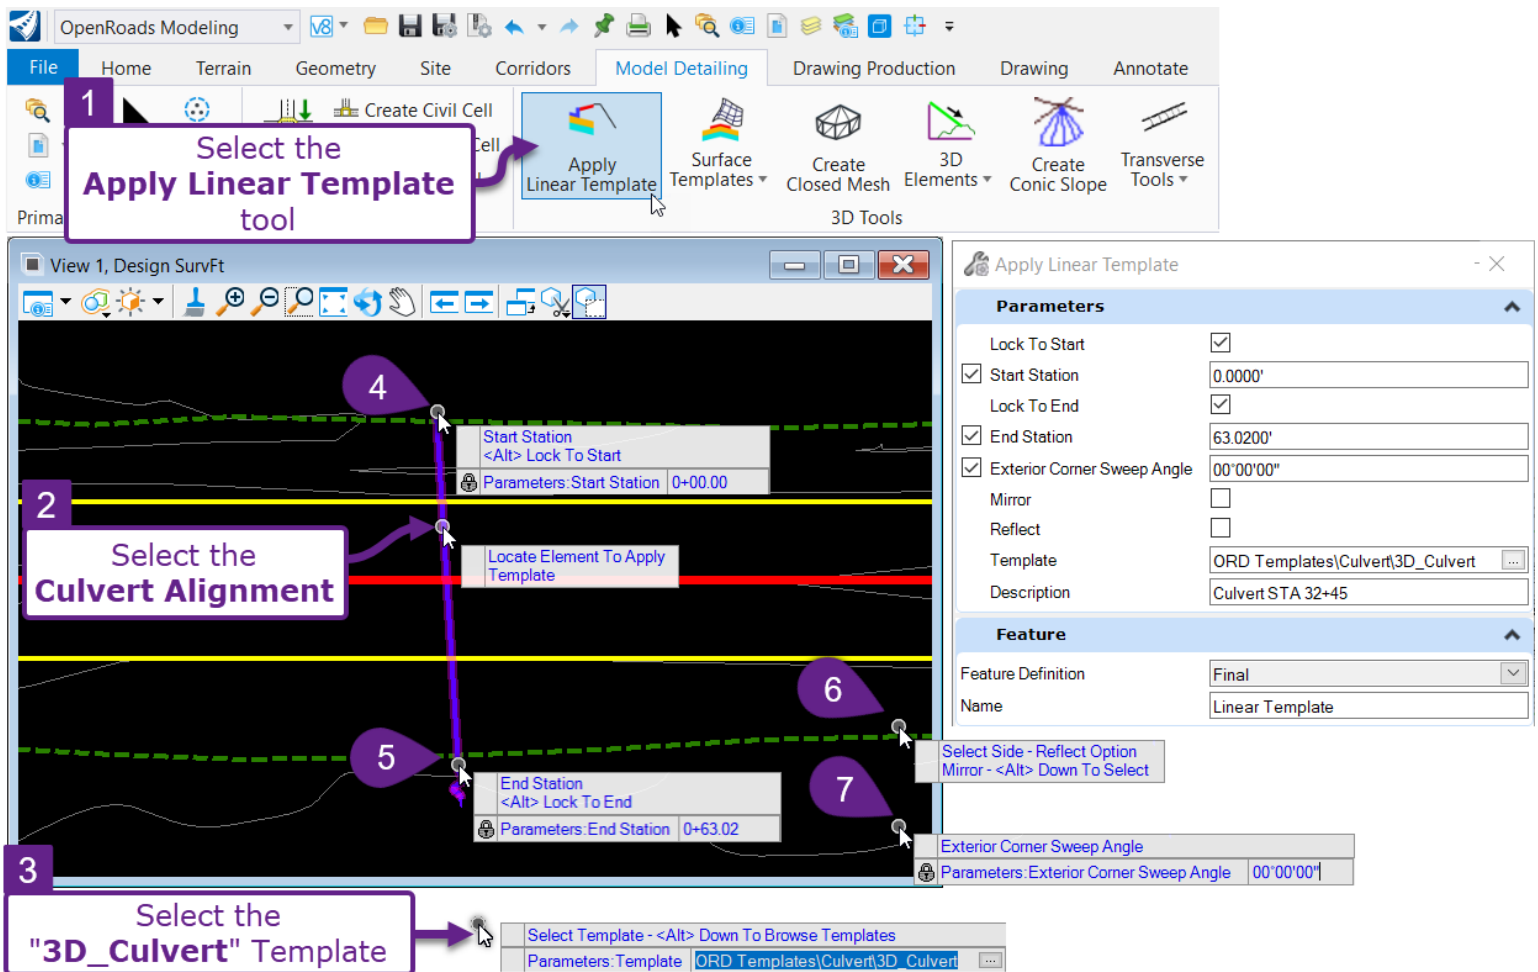 OpenRoads Modeling
V8
File
Home
Terrain
Geometry
Site
Corridors
Model Detailing
Drawing Production
Drawing
Annotate
1
Select the
Apply Linear Template
tool
Create Civil Cell
Cell
Prima
Apply
Linear Template
Surface
Templates
Create
Closed Mesh
3D
Elements
Create
Conic Slope
Transverse
Tools
3D Tools
View 1, Design SurvFt
4
Start Station
<Alt> Lock To Start
Parameters:Start Station 0+00.00
2
Select the
Culvert Alignment
Locate Element To Apply
Template
5
End Station
<Alt> Lock To End
Parameters:End Station 0+63.02
6
Select Side - Reflect Option
Mirror - <Alt> Down To Select
7
Exterior Corner Sweep Angle
Parameters:Exterior Corner Sweep Angle 00°00'00"
3
Select the
"3D_Culvert" Template
Select Template - <Alt> Down To Browse Templates
Parameters:Template ORD Templates\Culvert\3D_Culvert ...
Apply Linear Template
Parameters
Lock To Start
Start Station 0.0000'
Lock To End
End Station 63.0200'
Exterior Corner Sweep Angle 00°00'00"
Mirror
Reflect
Template ORD Templates\Culvert\3D_Culvert ...
Description Culvert STA 32+45
Feature
Feature Definition Final
Name Linear Template